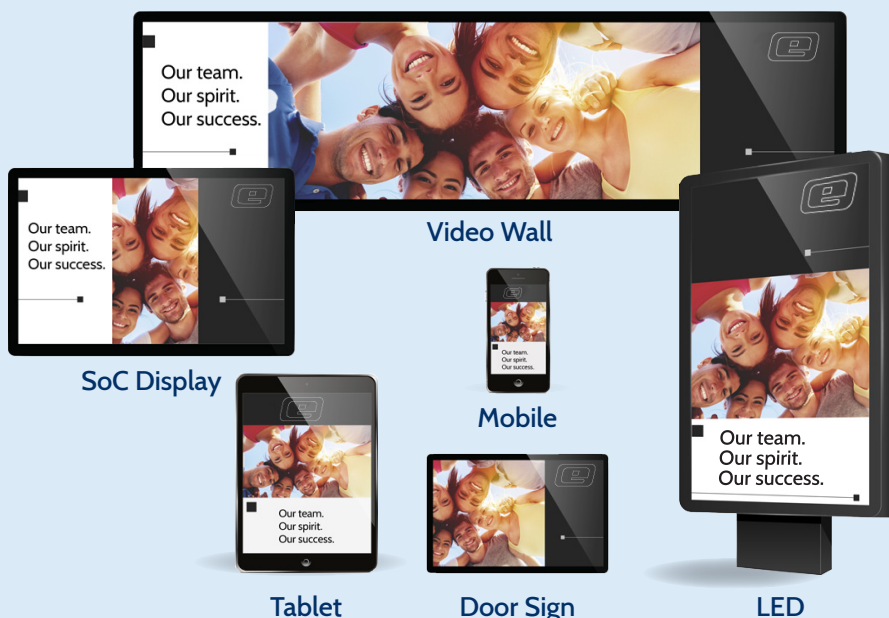 Our team.
Our spirit.
Our success.
e
Video Wall
Our team.
Our spirit.
Our success.
e
SoC Display
e
Our team.
Our spirit.
Our success.
Mobile
e
Our team.
Our spirit.
Our success.
Tablet
e
Door Sign
e
Our team.
Our spirit.
Our success.
LED